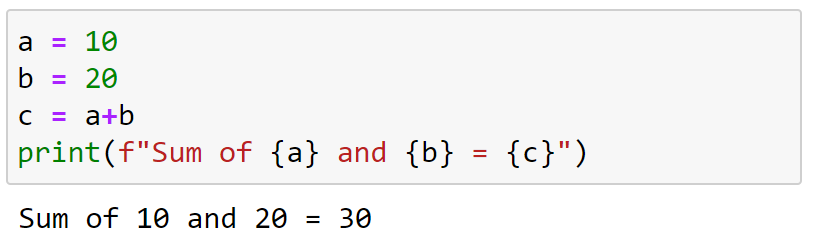 a = 10
b = 20
c = a+b
print(f"Sum of {a} and {b} = {c}")
Sum of 10 and 20 = 30